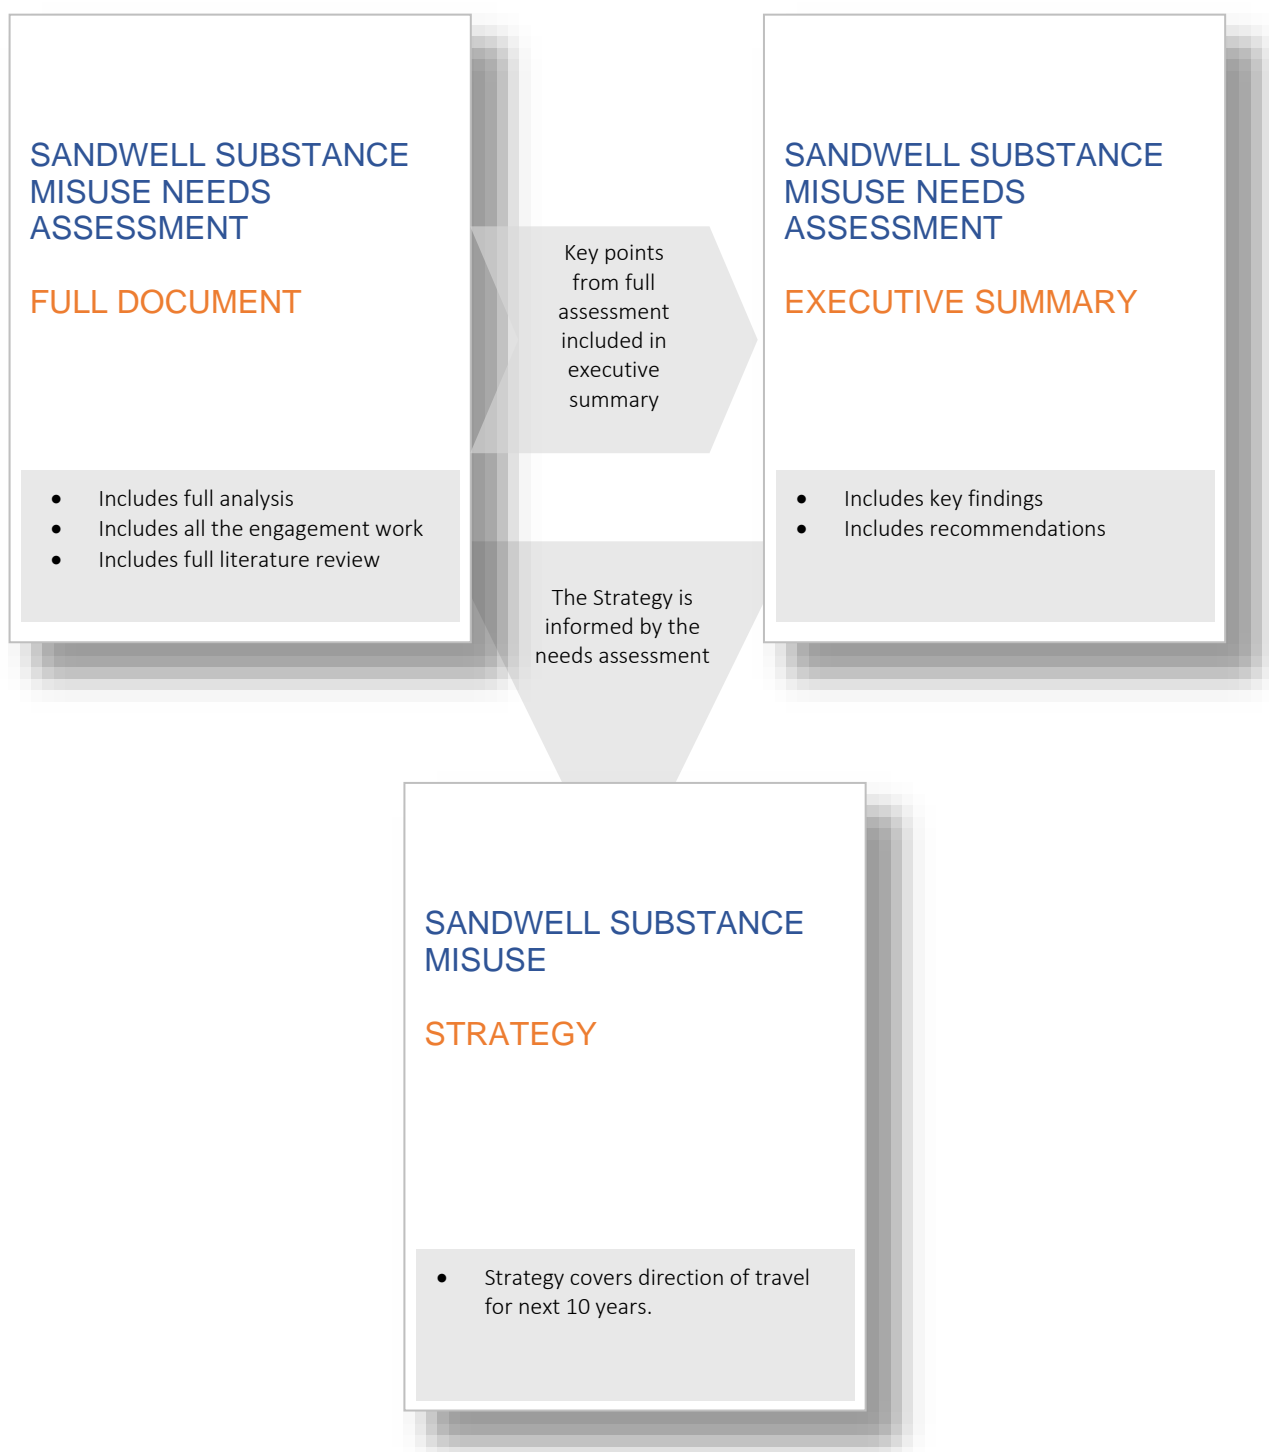 SANDWELL SUBSTANCE
MISUSE NEEDS
ASSESSMENT
FULL DOCUMENT
• Includes full analysis
• Includes all the engagement work
• Includes full literature review
Key points
from full
assessment
included in
executive
summary
SANDWELL SUBSTANCE
MISUSE NEEDS
ASSESSMENT
EXECUTIVE SUMMARY
• Includes key findings
• Includes recommendations
The Strategy is
informed by the
needs assessment
SANDWELL SUBSTANCE
MISUSE
STRATEGY
• Strategy covers direction of travel
for next 10 years.